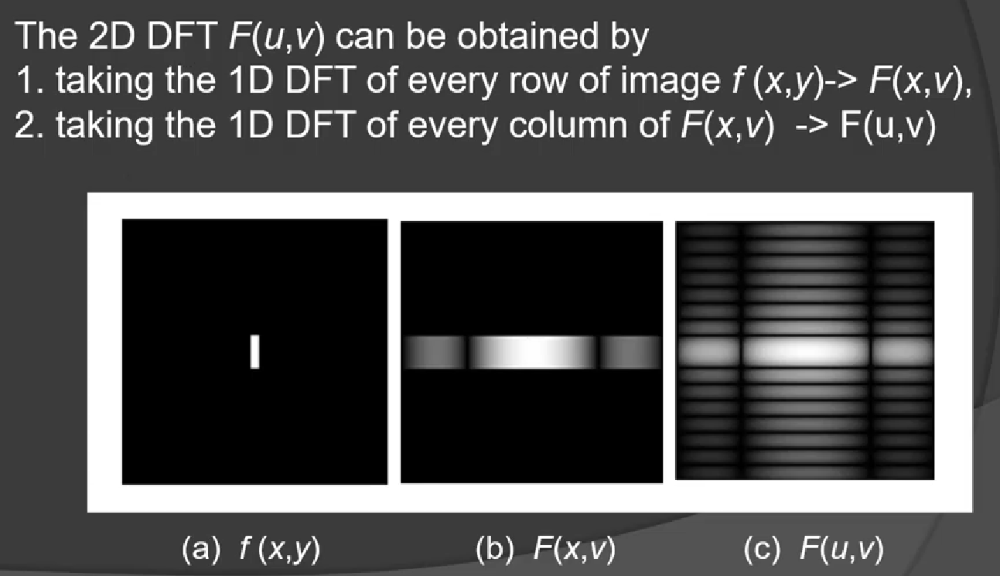 The 2D DFT F(u,v) can be obtained by
1. taking the 1D DFT of every row of image f (x,y)-> F(x,v),
2. taking the 1D DFT of every column of F(x,v) -> F(u,v)
(a) f (x,y) (b) F(x,v) (c) F(u,v)